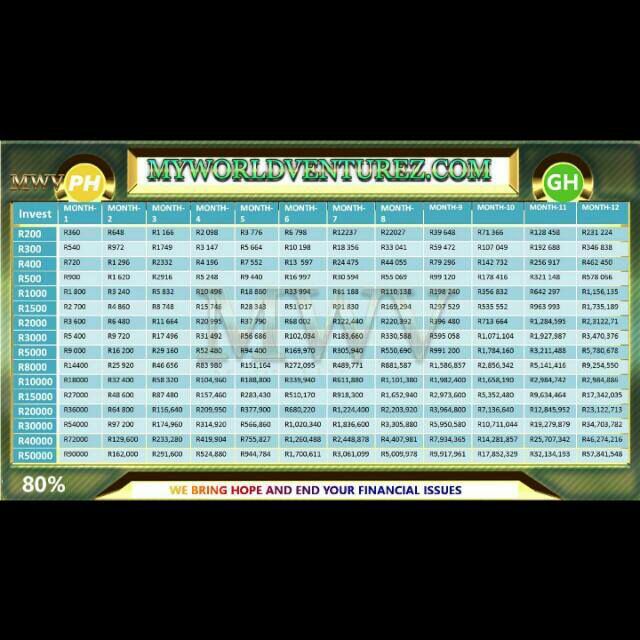 MYWORLDVENTUREZ.COM
MWV PH
GH
Invest MONTH-1 MONTH-2 MONTH-3 MONTH-4 MONTH-5 MONTH-6 MONTH-7 MONTH-8 MONTH-9 MONTH-10 MONTH-11 MONTH-12
R200 R360 R648 R1 166 R2 098 R3 776 R6 798 R12237 R22027 R39 648 R71 366 R128 458 R231 224
R300 R540 R972 R1749 R3 147 R5 664 R10 198 R18 356 R33 041 R59 472 R107 049 R192 688 R346 838
R400 R720 R1 296 R2332 R4 196 R7 552 R13 597 R24 475 R44 055 R79 296 R142 732 R256 917 R462 450
R500 R900 R1 620 R2916 R5 248 R9 440 R16 997 R30 594 R55 069 R99 120 R178 416 R321 148 R578 066
R1000 R1 800 R3 240 R5 832 R10 496 R18 880 R33 994 R61 188 R110,138 R198 240 R356 832 R642 297 R1,156,135
R1500 R2 700 R4 860 R8 748 R15 746 R28 343 R51 017 R91 830 R169,294 R297 529 R535 552 R963 993 R1,735,189
R2000 R3 600 R6 480 R11 664 R20 995 R37 790 R68 002 R122,440 R220,392 R396 480 R713 664 R1,284,595 R2,3122,71
R3000 R5 400 R9 720 R17 496 R31 492 R56 686 R102,034 R183,660 R330,588 R595 058 R1,071,104 R1,927,987 R3,470,376
R5000 R9 000 R16 200 R29 160 R52 480 R94 400 R169,970 R305,940 R550,690 R991 200 R1,784,160 R3,211,488 R5,780,678
R8000 R14400 R25 920 R46 656 R83 980 R151,164 R272,095 R489,771 R881,587 R1,586,857 R2,856,342 R5,141,416 R9,254,550
R10000 R18000 R32 400 R58 320 R104,960 R188,800 R339,940 R611,880 R1,101,380 R1,982,400 R1,658,190 R2,984,742 R2,984,886
R15000 R27000 R48 600 R87 480 R157,460 R283,430 R510,170 R918,300 R1,652,940 R2,973,600 R5,352,480 R9,634,464 R17,342,035
R20000 R36000 R64 800 R116,640 R209,950 R377,900 R680,220 R1,224,400 R2,203,920 R3,964,800 R7,136,640 R12,845,952 R23,122,713
R30000 R54000 R97 200 R174,960 R314,920 R566,860 R1,020,340 R1,836,600 R3,305,880 R5,950,580 R10,711,044 R19,279,879 R34,703,782
R40000 R72000 R129,600 R233,280 R419,904 R755,827 R1,260,488 R2,448,878 R4,407,981 R7,934,365 R14,281,857 R25,707,342 R46,274,216
R50000 R90000 R162,000 R291,600 R524,880 R944,784 R1,700,611 R3,061,099 R5,009,978 R9,917,961 R17,852,329 R32,134,193 R57,841,548
MWV
80%
WE BRING HOPE AND END YOUR FINANCIAL ISSUES